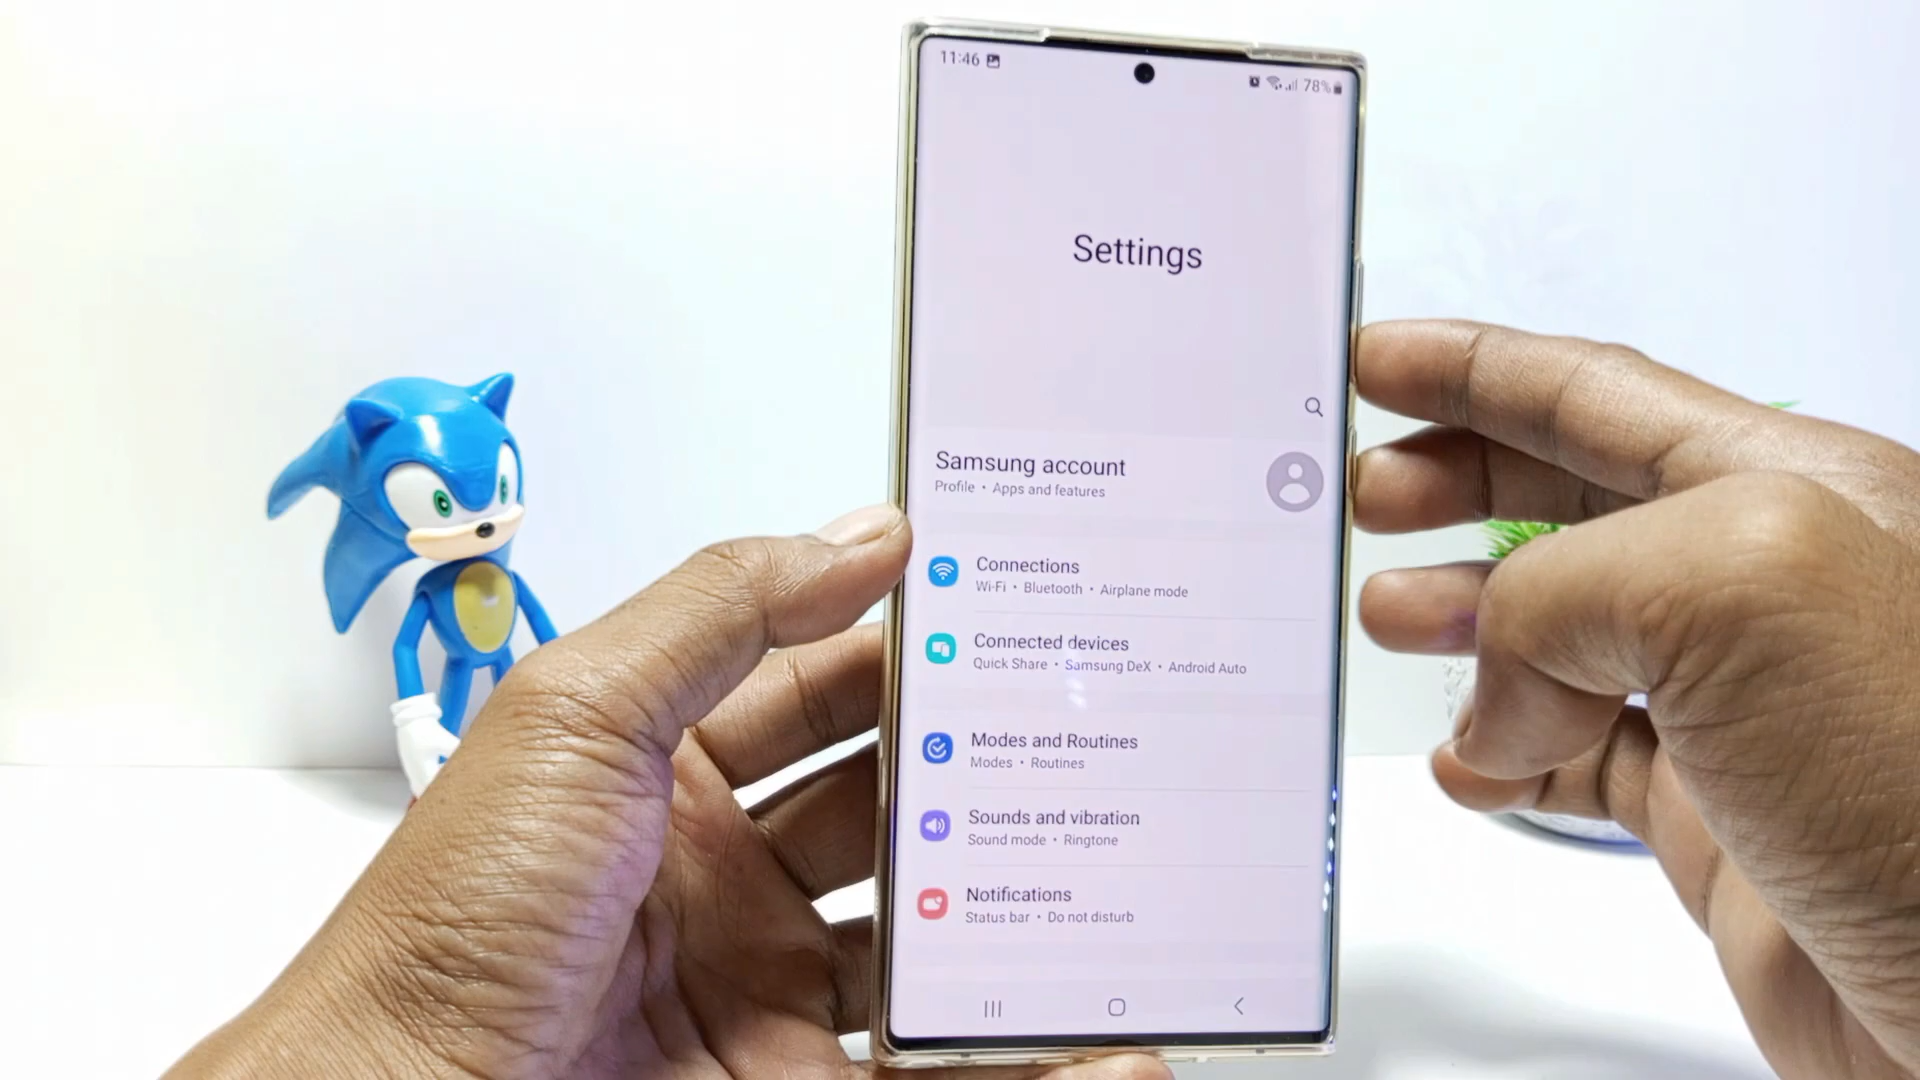 11:46
78%
Settings
Samsung account
Profile • Apps and features
Connections
Wi-Fi • Bluetooth • Airplane mode
Connected devices
Quick Share • Samsung DeX • Android Auto
Modes and Routines
Modes • Routines
Sounds and vibration
Sound mode • Ringtone
Notifications
Status bar • Do not disturb